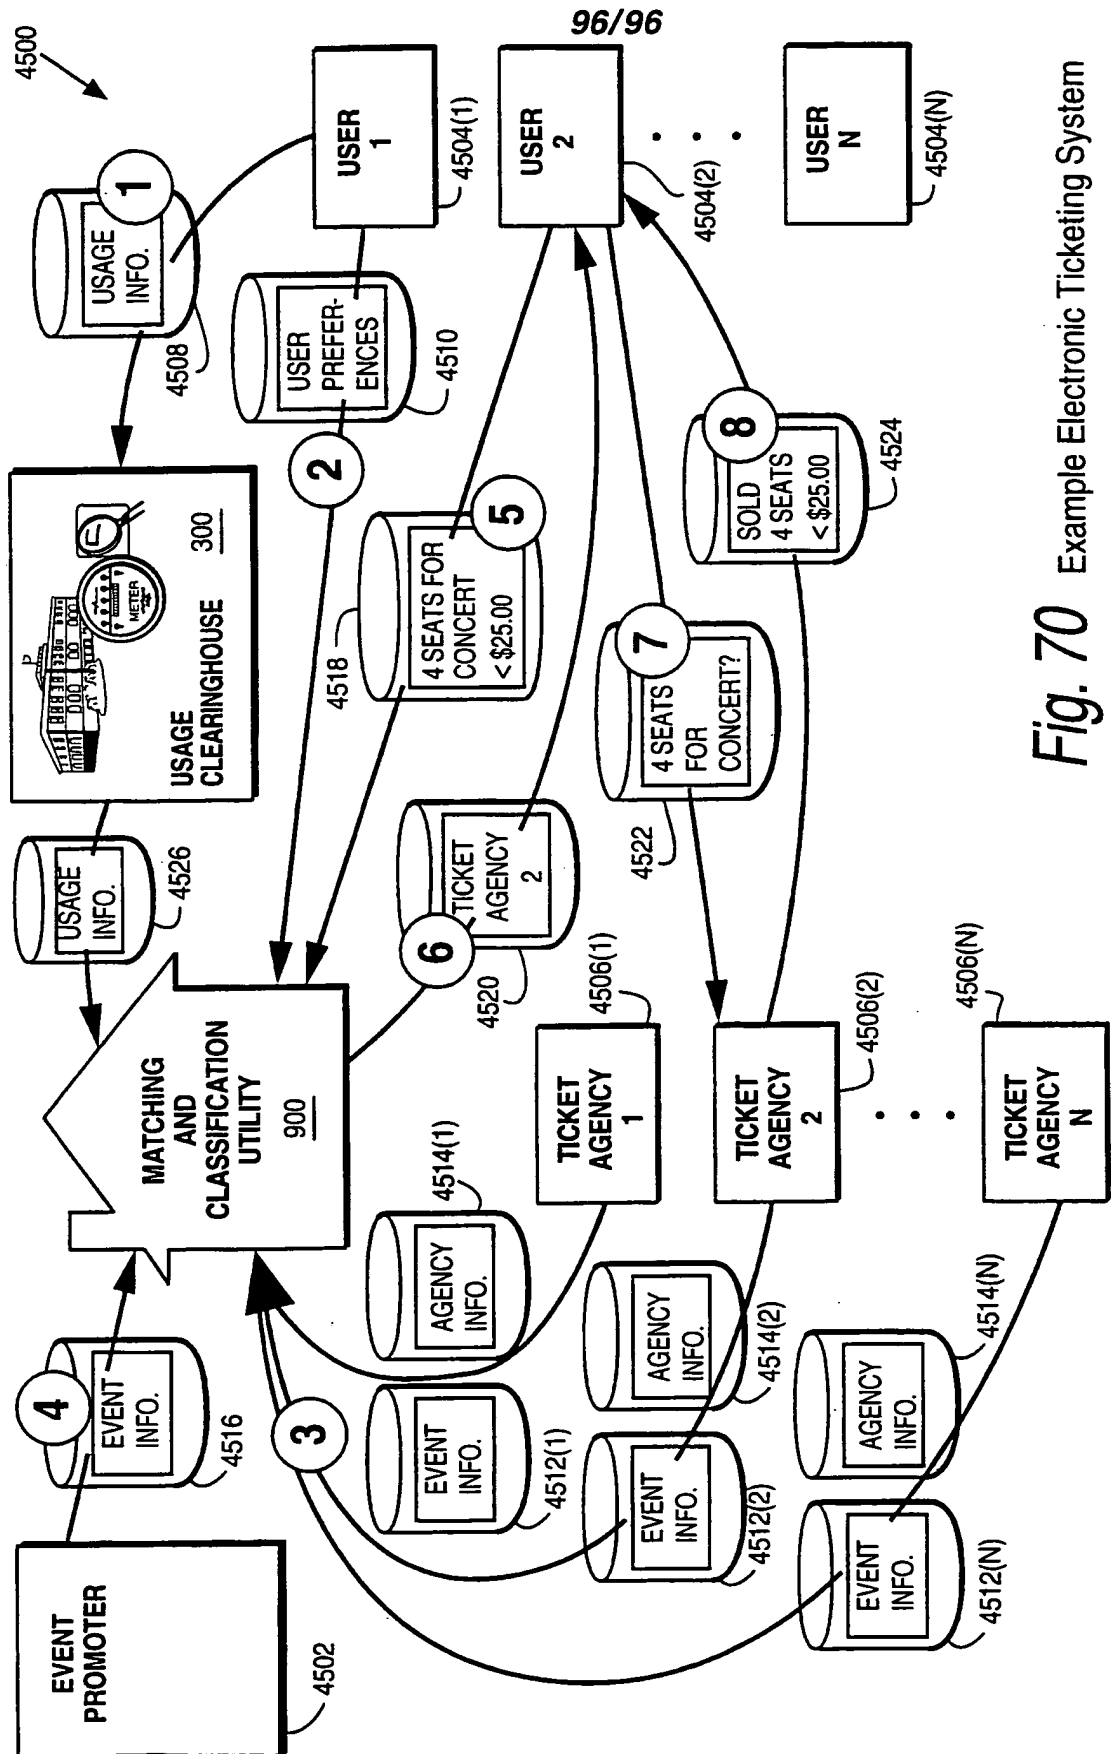 96/96
4500
EVENT
PROMOTER
4502
4
EVENT
INFO.
4516
MATCHING
AND
CLASSIFICATION
UTILITY
900
USAGE
INFO.
4526
METER
USAGE
CLEARINGHOUSE
300
1
USAGE
INFO.
4508
USER
1
4504(1)
2
USER
PREFER-
ENCES
4510
3
EVENT
INFO.
4512(1)
AGENCY
INFO.
4514(1)
TICKET
AGENCY
1
4506(1)
6
TICKET
AGENCY
2
4520
5
4 SEATS FOR
CONCERT
< $25.00
4518
USER
2
4504(2)
EVENT
INFO.
4512(2)
AGENCY
INFO.
4514(2)
TICKET
AGENCY
2
4506(2)
7
4 SEATS
FOR
CONCERT?
4522
8
SOLD
4 SEATS
< $25.00
4524
USER
N
4504(N)
EVENT
INFO.
4512(N)
AGENCY
INFO.
4514(N)
TICKET
AGENCY
N
4506(N)
Fig. 70 Example Electronic Ticketing System